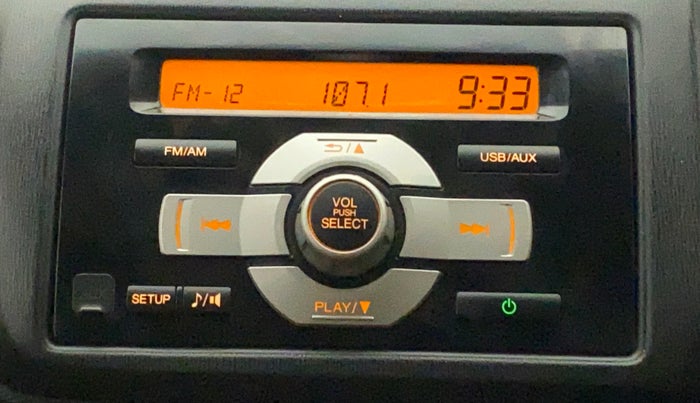 FM-12 107.1 9:33
FM/AM
/▲
USB/AUX
VOL
PUSH
SELECT
SETUP
♪/
PLAY/▼